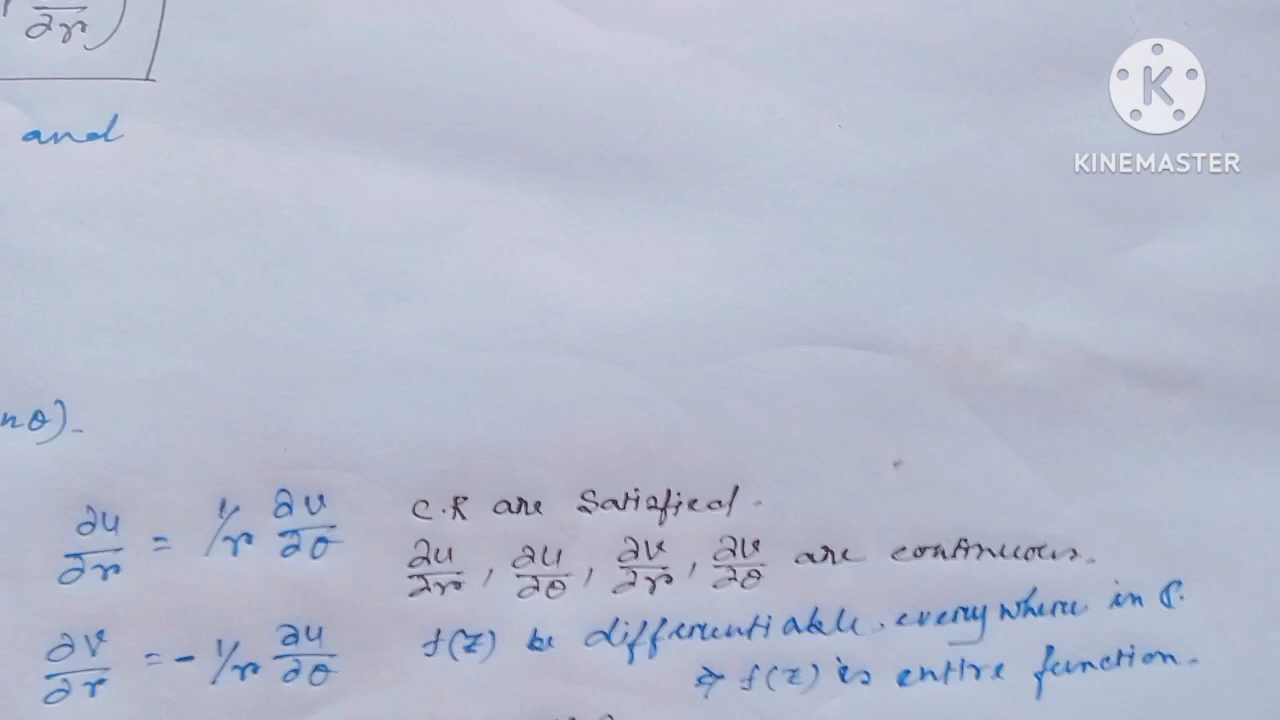 ∂r)
K
KINEMASTER
and
nθ).
∂u/∂r = 1/r ∂v/∂θ
C.R are satisfied.
∂u/∂r, ∂u/∂θ, ∂v/∂r, ∂v/∂θ are continuous.
∂v/∂r = - 1/r ∂u/∂θ
f(z) be differentiable. everywhere in ₵.
⇒ f(z) is entire function.